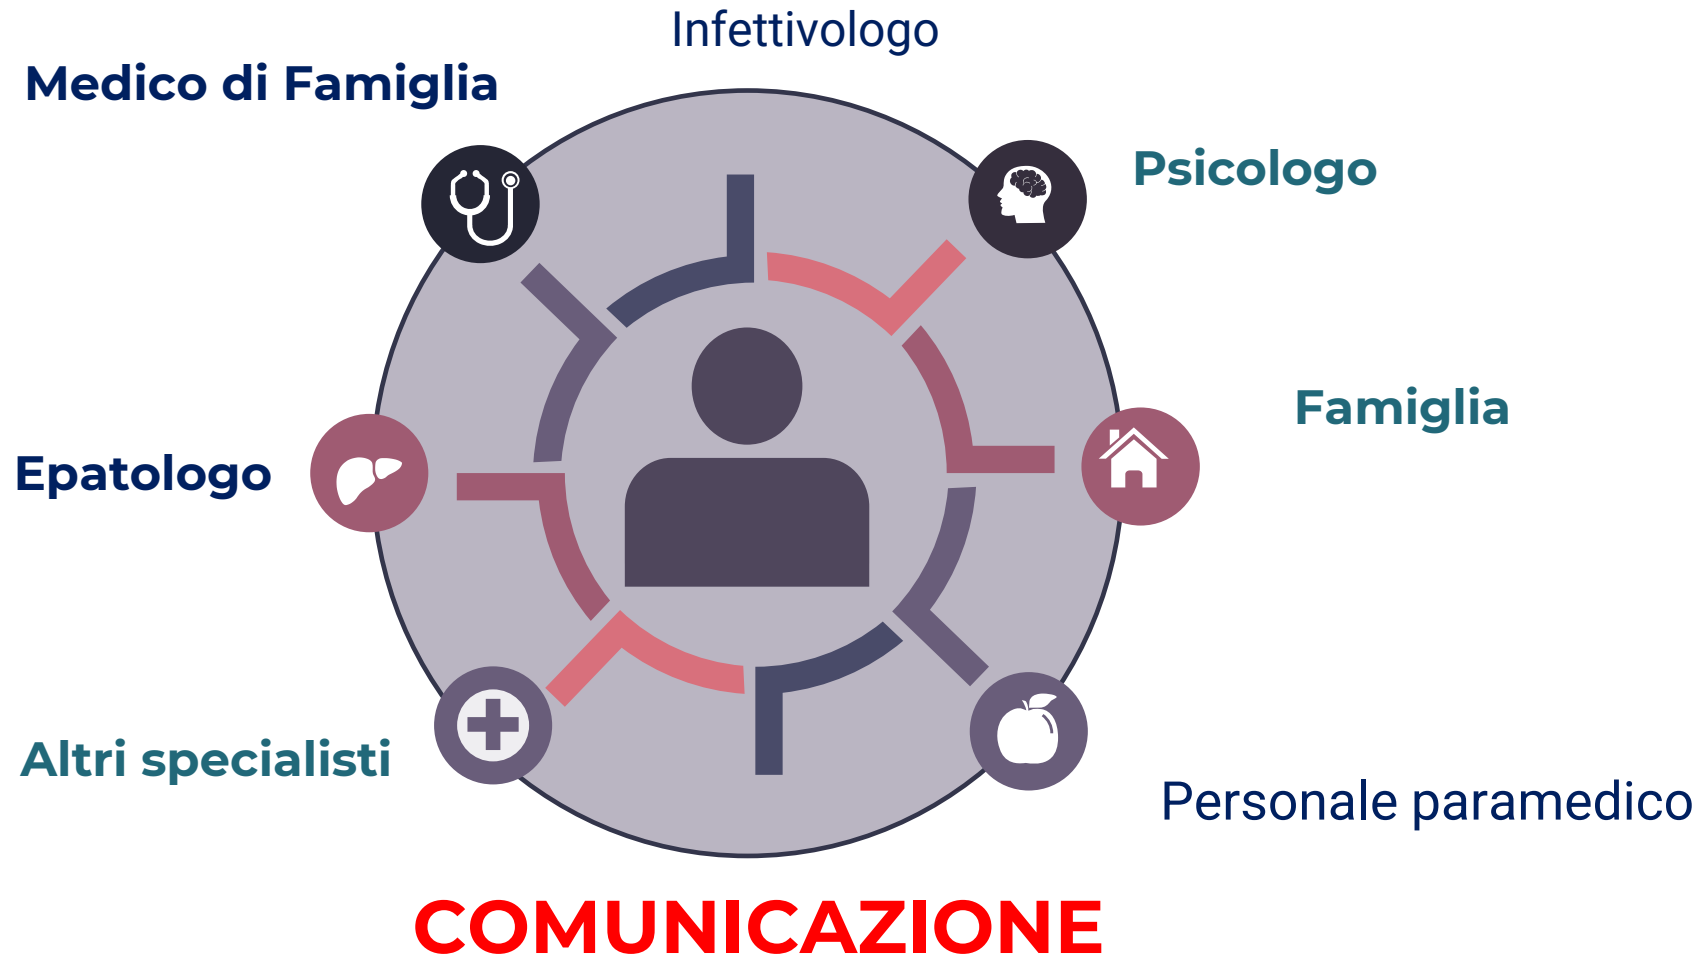 Infettivologo
Medico di Famiglia
Psicologo
Famiglia
Epatologo
Altri specialisti
Personale paramedico
COMUNICAZIONE